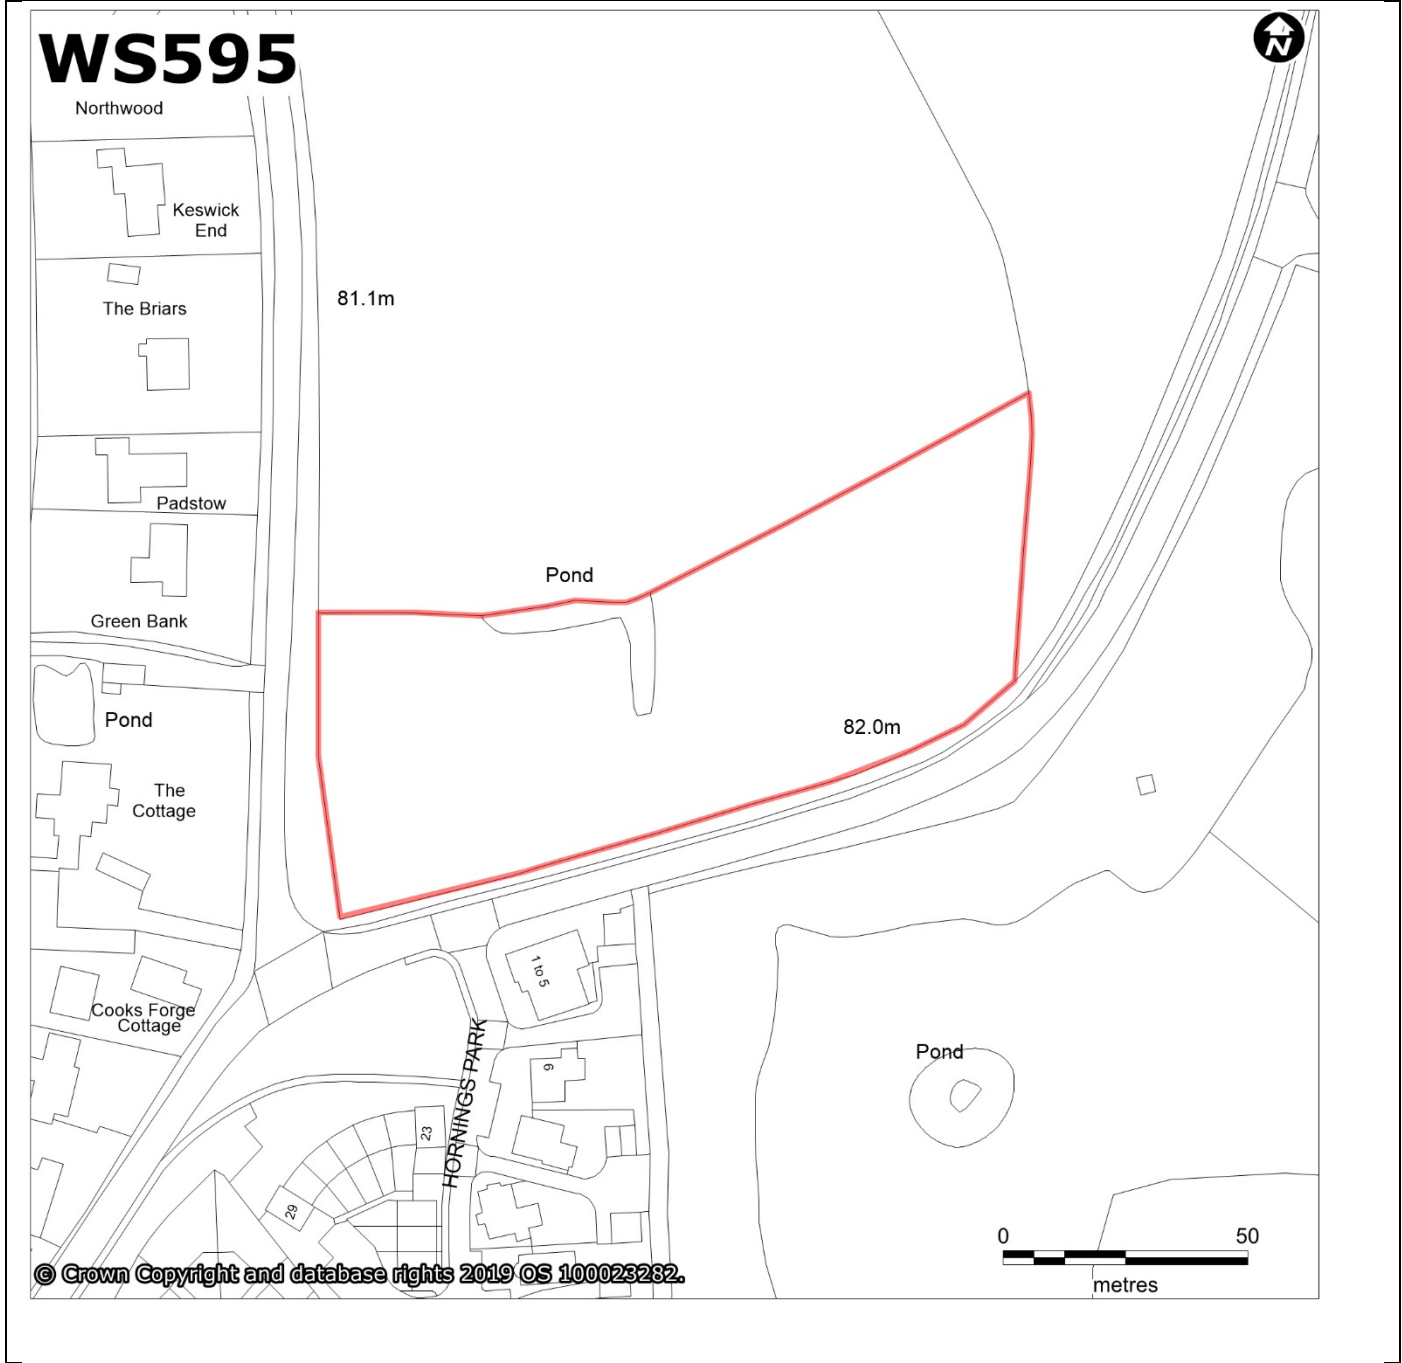 WS595
N
Northwood
Keswick
End
81.1m
The Briars
Padstow
Pond
Green Bank
Pond
82.0m
The
Cottage
1 to 5
Cooks Forge
Cottage
HORNINGS PARK
6
Pond
23
29
0 50
metres
© Crown Copyright and database rights 2019 OS 100023282.